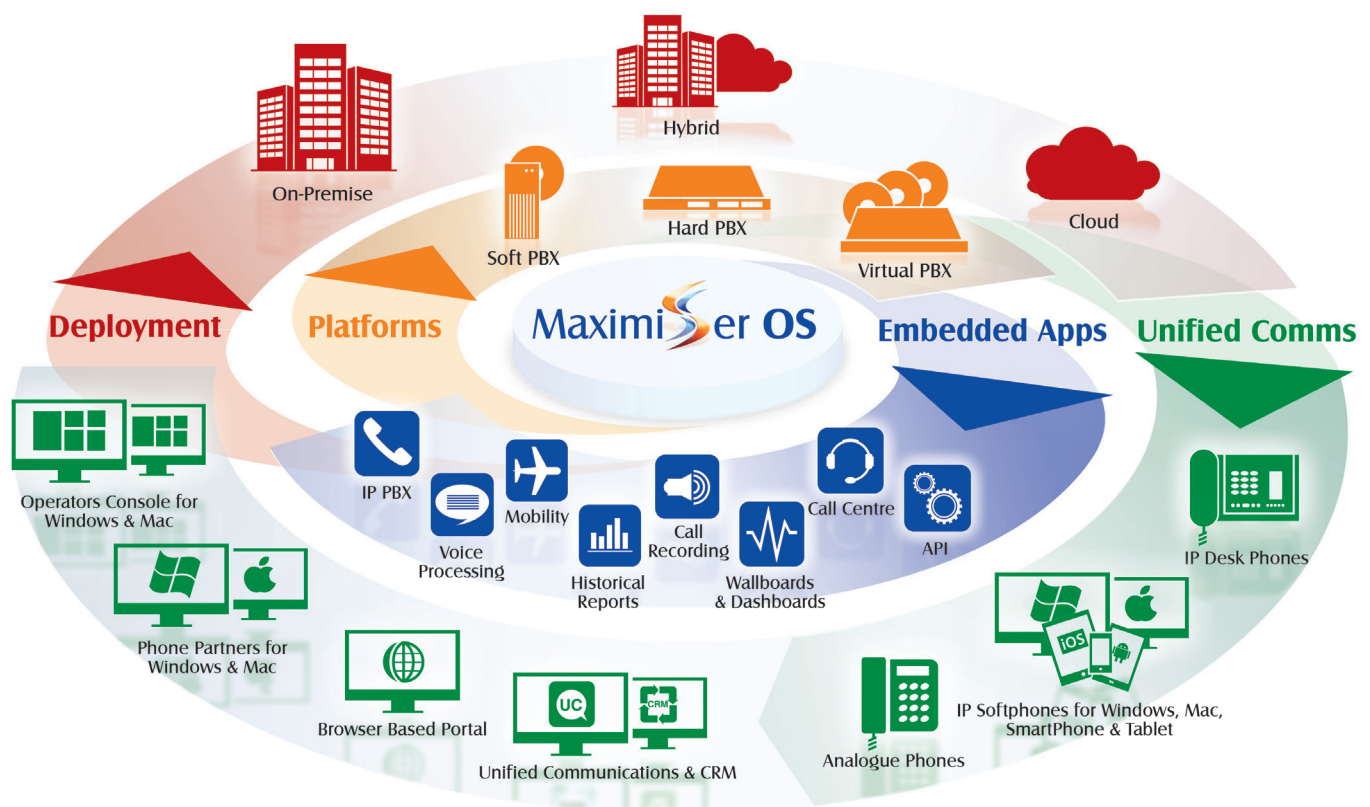 Hybrid
On-Premise
Cloud
Hard PBX
Soft PBX
Virtual PBX
Deployment
Platforms
Maximiser OS
Embedded Apps
Unified Comms
IP PBX
Voice
Processing
Mobility
Historical
Reports
Call
Recording
Wallboards
& Dashboards
Call Centre
API
Operators Console for
Windows & Mac
IP Desk Phones
Phone Partners for
Windows & Mac
Browser Based Portal
UC
CRM
Unified Communications & CRM
Analogue Phones
iOS
IP Softphones for Windows, Mac,
SmartPhone & Tablet